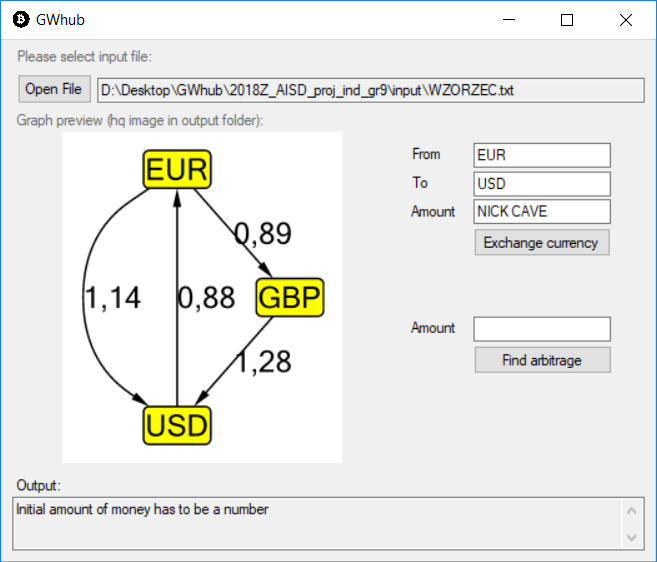 GWhub
Please select input file:
Open File D:\Desktop\GWhub\2018Z_AISD_proj_ind_gr9\input\WZORZEC.txt
Graph preview (hq image in output folder):
EUR
0,89
1,14
0,88
GBP
1,28
USD
From EUR
To USD
Amount NICK CAVE
Exchange currency
Amount
Find arbitrage
Output:
Initial amount of money has to be a number